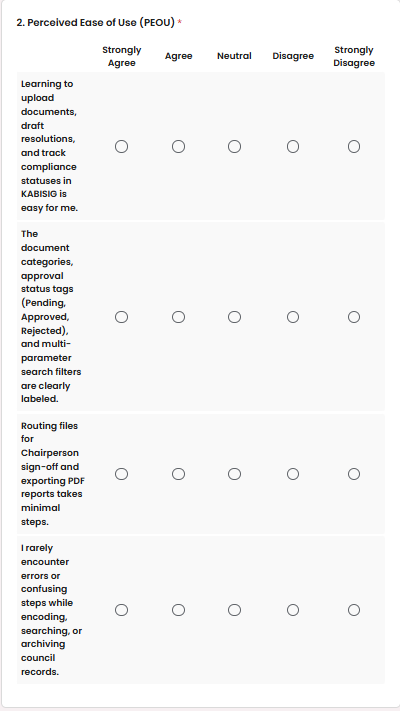 2. Perceived Ease of Use (PEOU) *
Strongly
Agree
Agree
Neutral
Disagree
Strongly
Disagree
Learning to
upload
documents,
draft
resolutions,
and track
compliance
statuses in
KABISIG is
easy for me.
The
document
categories,
approval
status tags
(Pending,
Approved,
Rejected),
and multi-
parameter
search filters
are clearly
labeled.
Routing files
for
Chairperson
sign-off and
exporting PDF
reports takes
minimal
steps.
I rarely
encounter
errors or
confusing
steps while
encoding,
searching, or
archiving
council
records.